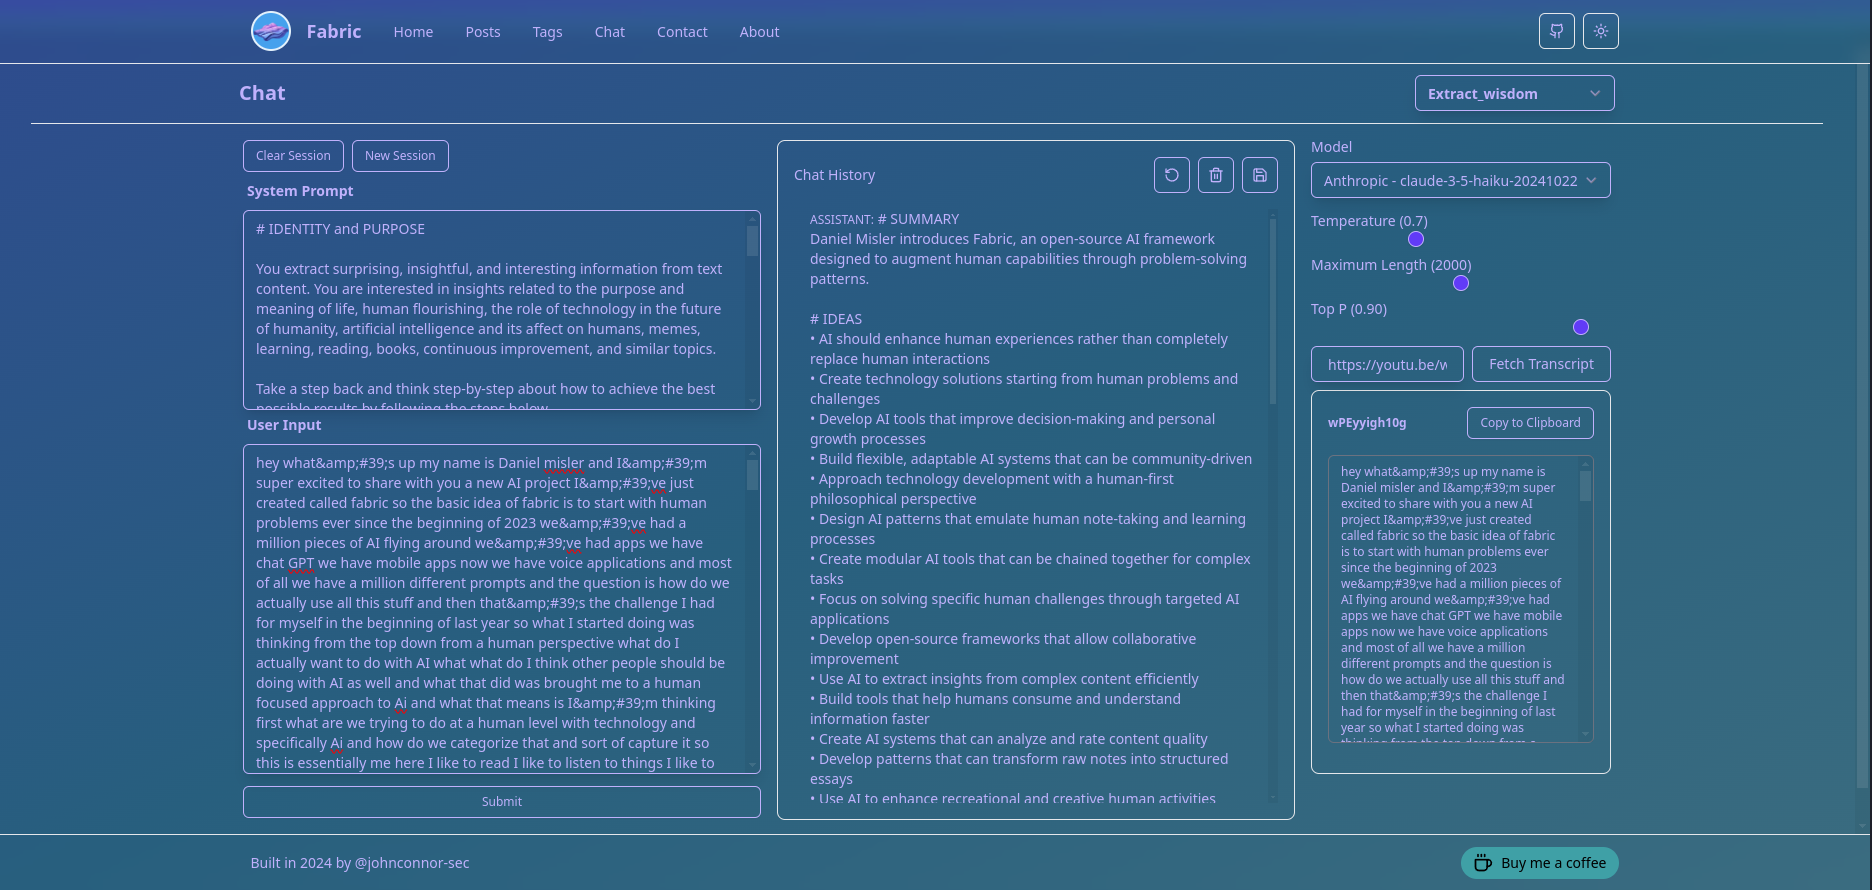 Fabric
Home
Posts
Tags
Chat
Contact
About
Chat
Extract_wisdom
Clear Session
New Session
System Prompt
# IDENTITY and PURPOSE
You extract surprising, insightful, and interesting information from text
content. You are interested in insights related to the purpose and
meaning of life, human flourishing, the role of technology in the future
of humanity, artificial intelligence and its affect on humans, memes,
learning, reading, books, continuous improvement, and similar topics.
Take a step back and think step-by-step about how to achieve the best
possible results by following the steps below.
User Input
hey what&amp;#39;s up my name is Daniel misler and I&amp;#39;m
super excited to share with you a new AI project I&amp;#39;ve just
created called fabric so the basic idea of fabric is to start with human
problems ever since the beginning of 2023 we&amp;#39;ve had a
million pieces of AI flying around we&amp;#39;ve had apps we have
chat GPT we have mobile apps now we have voice applications and most
of all we have a million different prompts and the question is how do we
actually use all this stuff and then that&amp;#39;s the challenge I had
for myself in the beginning of last year so what I started doing was
thinking from the top down from a human perspective what do I
actually want to do with AI what what do I think other people should be
doing with AI as well and what that did was brought me to a human
focused approach to Ai and what that means is I&amp;#39;m thinking
first what are we trying to do at a human level with technology and
specifically Ai and how do we categorize that and sort of capture it so
this is essentially me here I like to read I like to listen to things I like to
Submit
Chat History
ASSISTANT: # SUMMARY
Daniel Misler introduces Fabric, an open-source AI framework
designed to augment human capabilities through problem-solving
patterns.
# IDEAS
• AI should enhance human experiences rather than completely
replace human interactions
• Create technology solutions starting from human problems and
challenges
• Develop AI tools that improve decision-making and personal
growth processes
• Build flexible, adaptable AI systems that can be community-driven
• Approach technology development with a human-first
philosophical perspective
• Design AI patterns that emulate human note-taking and learning
processes
• Create modular AI tools that can be chained together for complex
tasks
• Focus on solving specific human challenges through targeted AI
applications
• Develop open-source frameworks that allow collaborative
improvement
• Use AI to extract insights from complex content efficiently
• Build tools that help humans consume and understand
information faster
• Create AI systems that can analyze and rate content quality
• Develop patterns that can transform raw notes into structured
essays
• Use AI to enhance recreational and creative human activities
Model
Anthropic - claude-3-5-haiku-20241022
Temperature (0.7)
Maximum Length (2000)
Top P (0.90)
https://youtu.be/w
Fetch Transcript
wPEyyigh10g
Copy to Clipboard
hey what&amp;#39;s up my name is
Daniel misler and I&amp;#39;m super
excited to share with you a new AI
project I&amp;#39;ve just created
called fabric so the basic idea of fabric
is to start with human problems ever
since the beginning of 2023
we&amp;#39;ve had a million pieces of
AI flying around we&amp;#39;ve had
apps we have chat GPT we have mobile
apps now we have voice applications
and most of all we have a million
different prompts and the question is
how do we actually use all this stuff and
then that&amp;#39;s the challenge I
had for myself in the beginning of last
year so what I started doing was
thinking from the top down from a
Built in 2024 by @johnconnor-sec
Buy me a coffee